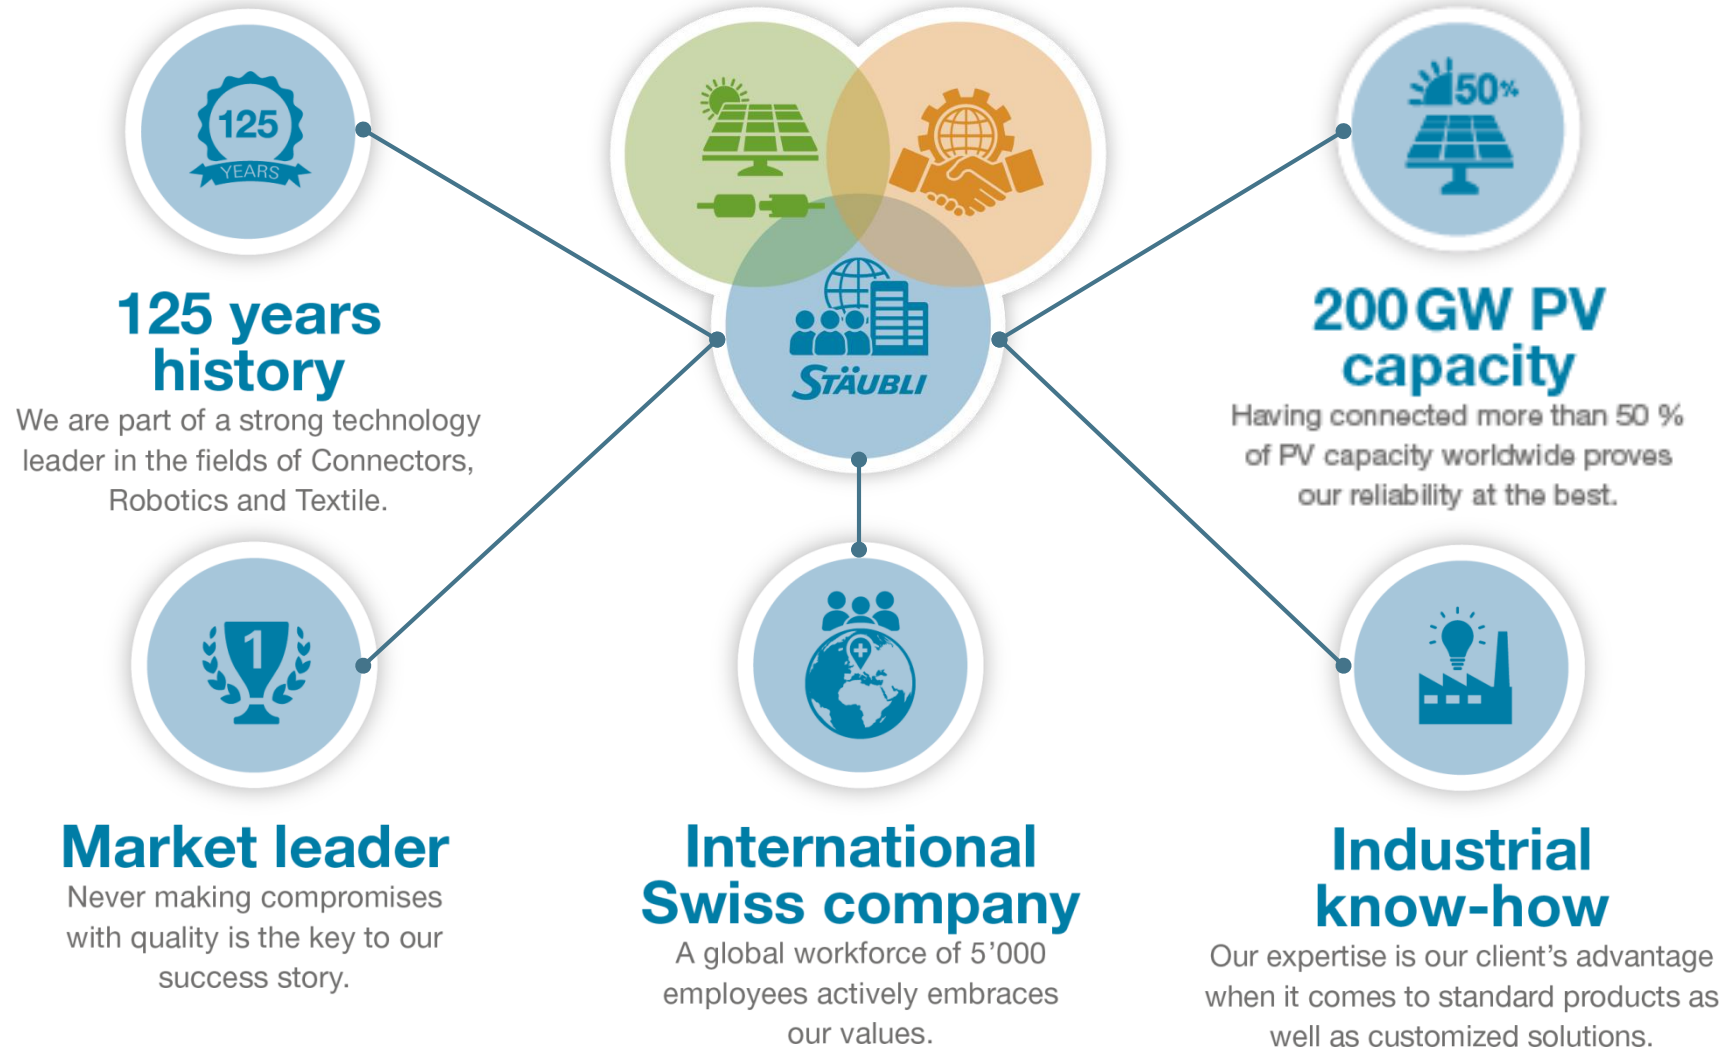 125
YEARS
125 years
history
We are part of a strong technology
leader in the fields of Connectors,
Robotics and Textile.
STÄUBLI
50%
200 GW PV
capacity
Having connected more than 50 %
of PV capacity worldwide proves
our reliability at the best.
1
Market leader
Never making compromises
with quality is the key to our
success story.
International
Swiss company
A global workforce of 5’000
employees actively embraces
our values.
Industrial
know-how
Our expertise is our client’s advantage
when it comes to standard products as
well as customized solutions.